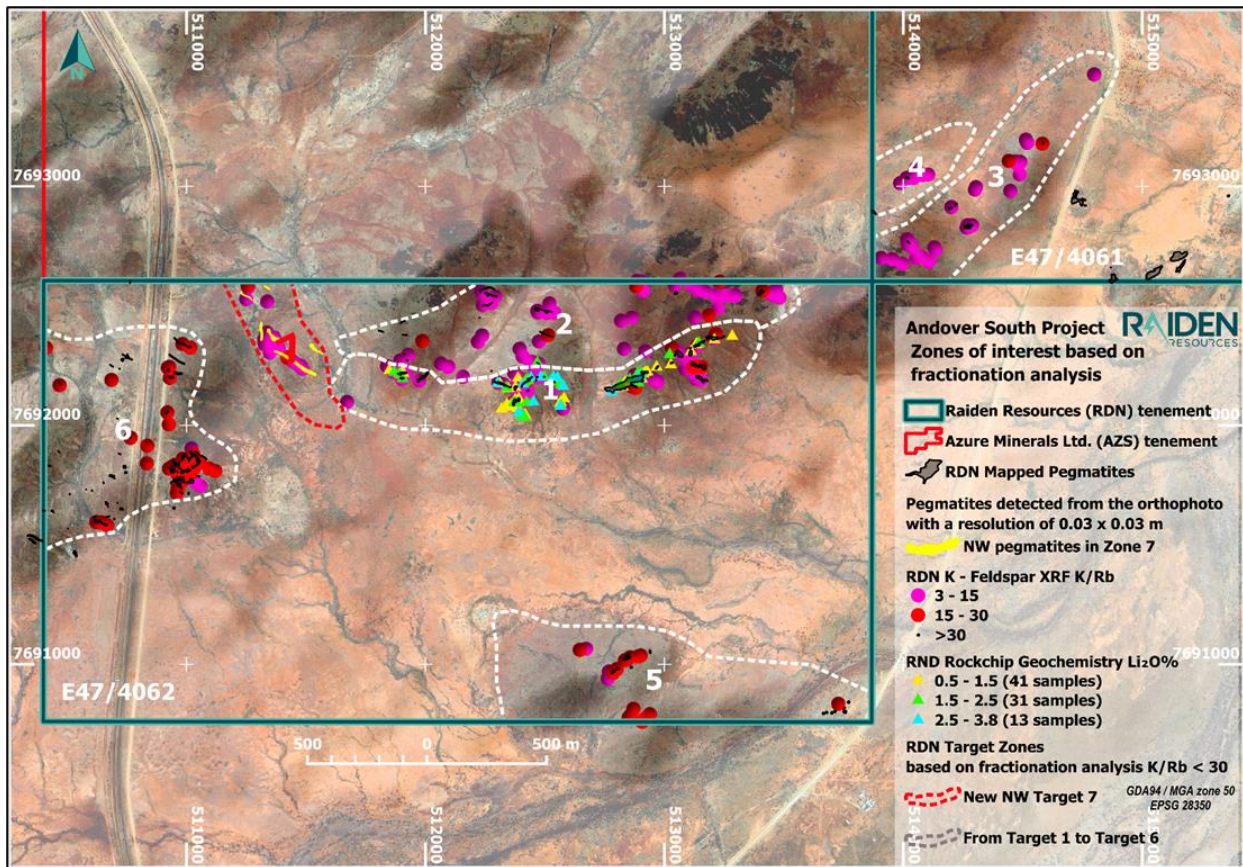 511000
512000
513000
514000
515000
N
7693000
7693000
4
3
E47/4061
2
1
7
6
7692000
7692000
7691000
7691000
5
E47/4062
500 0 500 m
511000
512000
513000
514000
515000
Andover South Project
Zones of interest based on
fractionation analysis
RAIDEN
RESOURCES
Raiden Resources (RDN) tenement
Azure Minerals Ltd. (AZS) tenement
RDN Mapped Pegmatites
Pegmatites detected from the orthophoto
with a resolution of 0.03 x 0.03 m
NW pegmatites in Zone 7
RDN K - Feldspar XRF K/Rb
3 - 15
15 - 30
>30
RND Rockchip Geochemistry Li₂O%
0.5 - 1.5 (41 samples)
1.5 - 2.5 (31 samples)
2.5 - 3.8 (13 samples)
RDN Target Zones
based on fractionation analysis K/Rb < 30
New NW Target 7
GDA94 / MGA zone 50
EPSG 28350
From Target 1 to Target 6